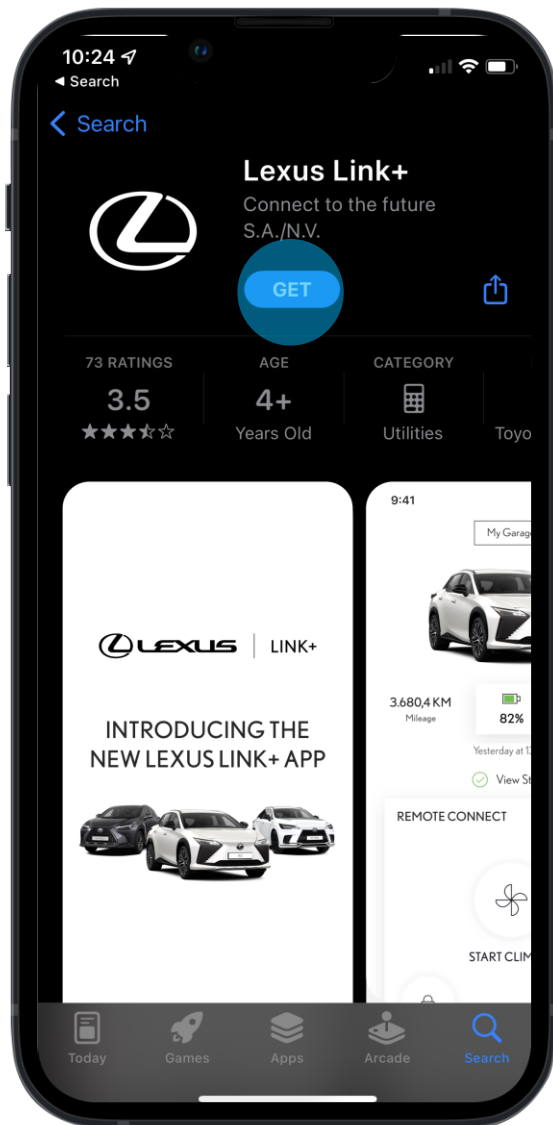 10:24
Search
Search
Lexus Link+
Connect to the future
S.A./N.V.
GET
73 RATINGS
3.5
AGE
4+
Years Old
CATEGORY
Utilities
Toyo
LEXUS LINK+
INTRODUCING THE
NEW LEXUS LINK+ APP
9:41
My Garag
3.680,4 KM
Mileage
82%
Yesterday at 1
View St
REMOTE CONNECT
START CLIM
Today
Games
Apps
Arcade
Search